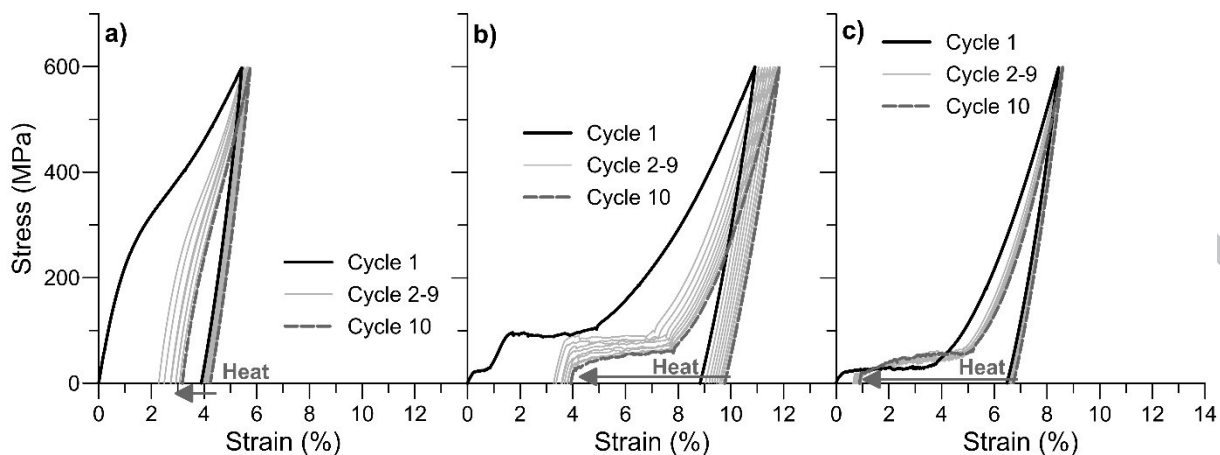 a)
b)
c)
Cycle 1
Cycle 2-9
Cycle 10
Cycle 1
Cycle 2-9
Cycle 10
Cycle 1
Cycle 2-9
Cycle 10
Stress (MPa)
600
400
200
0
Heat
Heat
Heat
0 2 4 6 8 10 12
0 2 4 6 8 10 12
0 2 4 6 8 10 12 14
Strain (%)
Strain (%)
Strain (%)